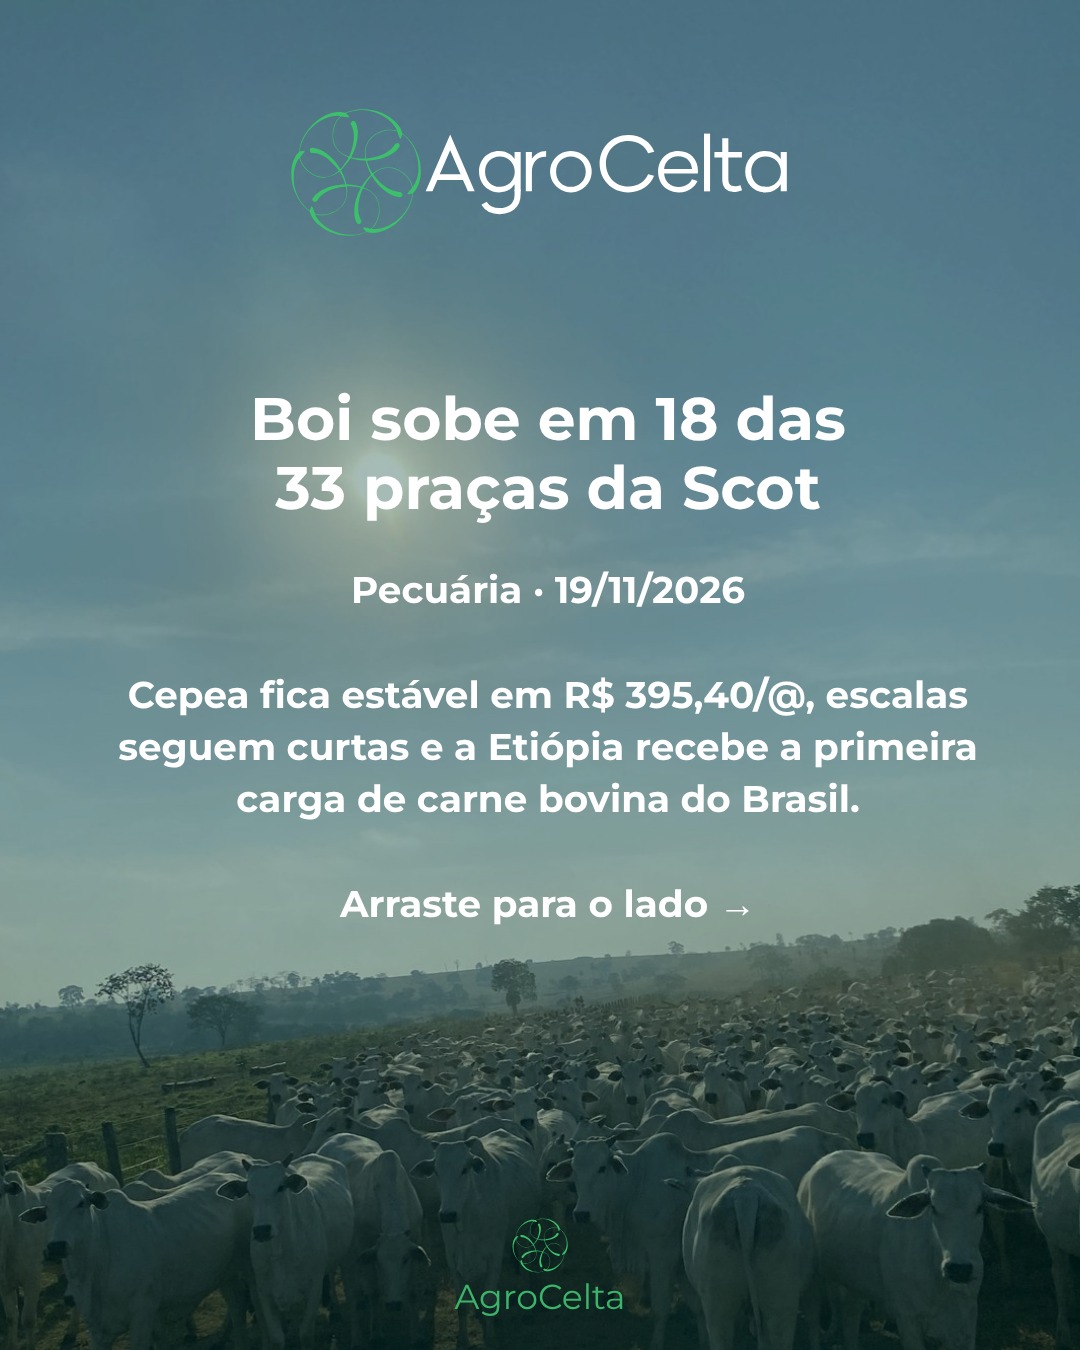 AgroCelta
Boi sobe em 18 das
33 praças da Scot
Pecuária · 19/11/2026
Cepea fica estável em R$ 395,40/@, escalas
seguem curtas e a Etiópia recebe a primeira
carga de carne bovina do Brasil.
Arraste para o lado →
AgroCelta